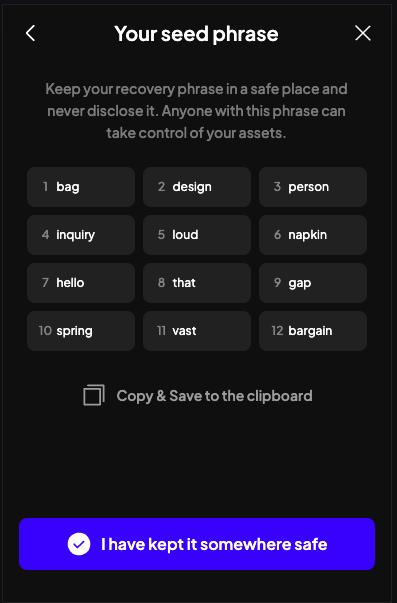 Your seed phrase
Keep your recovery phrase in a safe place and
never disclose it. Anyone with this phrase can
take control of your assets.
1 bag
2 design
3 person
4 inquiry
5 loud
6 napkin
7 hello
8 that
9 gap
10 spring
11 vast
12 bargain
Copy & Save to the clipboard
I have kept it somewhere safe